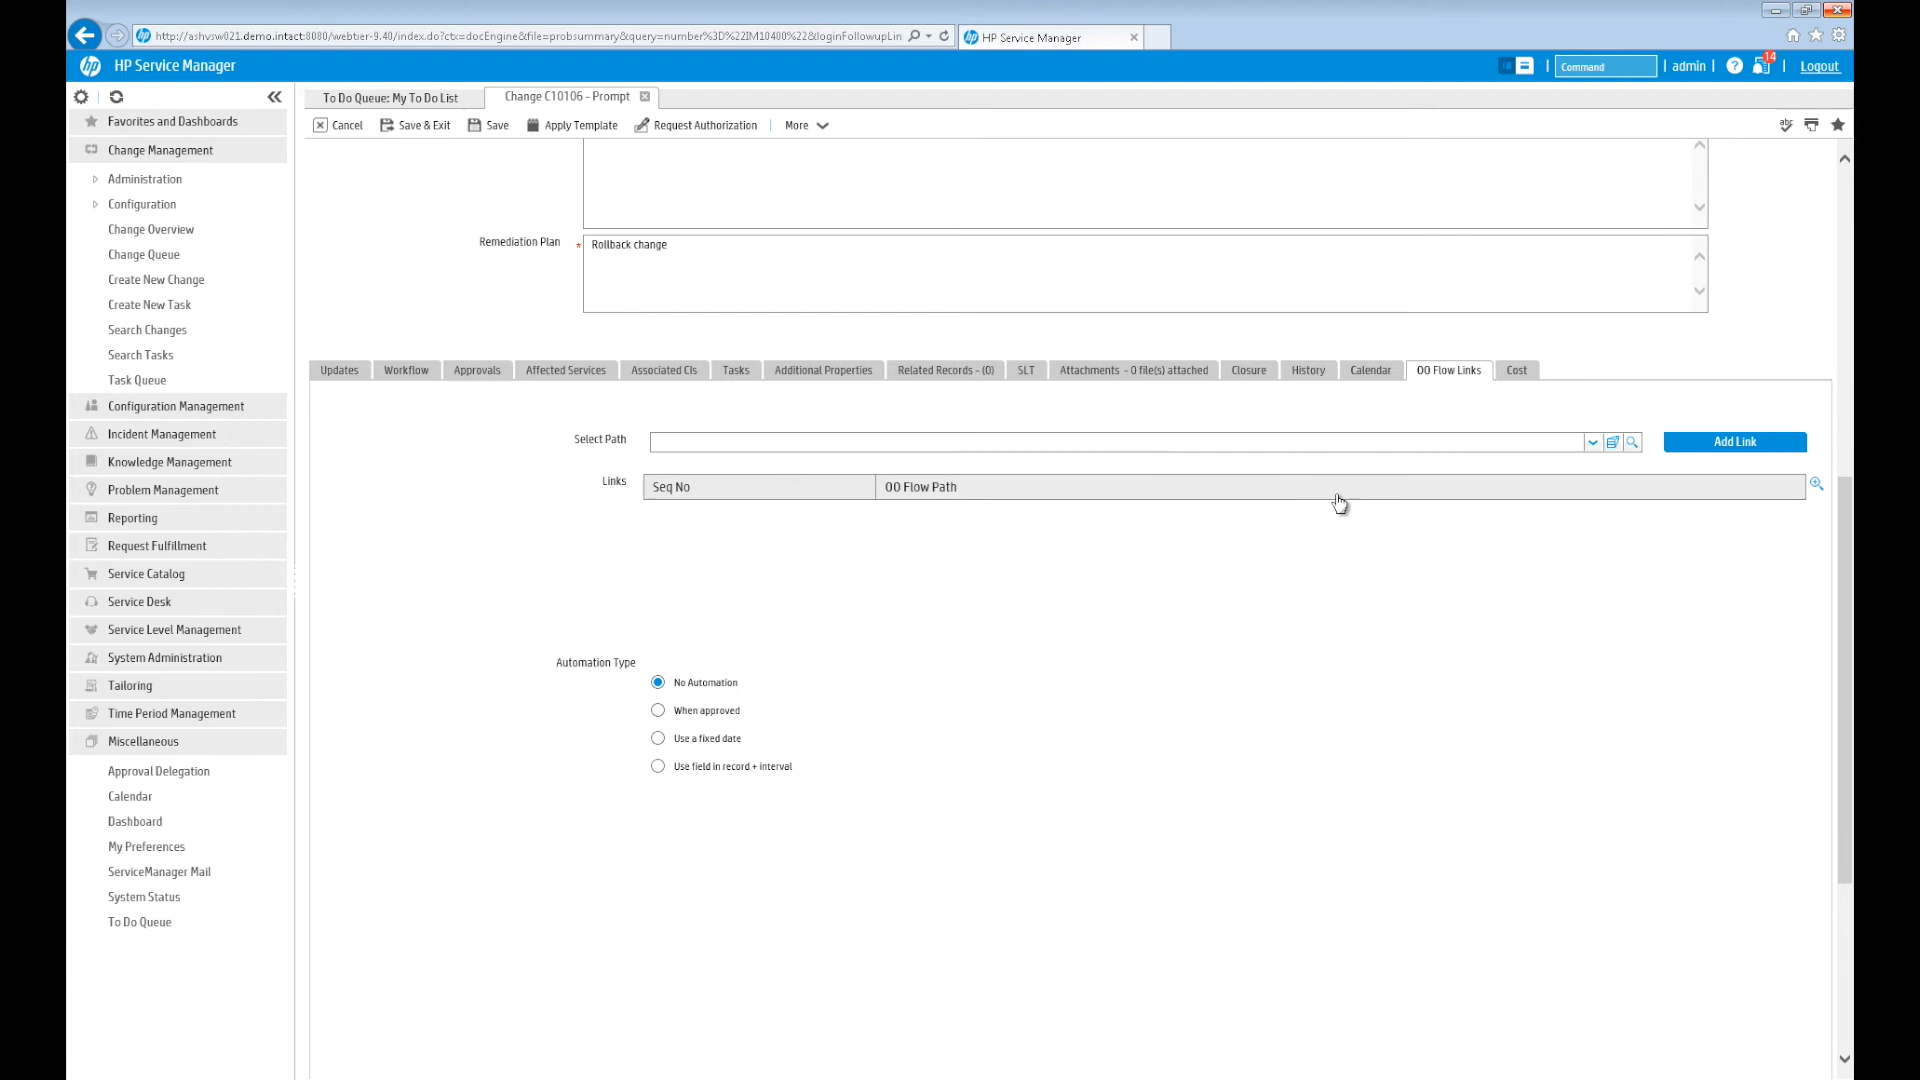 http://ashvsw021.demo.intact:8080/webtier-9.40/index.do?ctx=docEngine&file=probsummary&query=number%3D%22IM10400%22&loginFollowupLin
HP Service Manager
HP Service Manager
Command
admin
14
Logout
To Do Queue: My To Do List
Change C10106 - Prompt
Cancel
Save & Exit
Save
Apply Template
Request Authorization
More
abc
Favorites and Dashboards
Change Management
Administration
Configuration
Change Overview
Change Queue
Create New Change
Create New Task
Search Changes
Search Tasks
Task Queue
Configuration Management
Incident Management
Knowledge Management
Problem Management
Reporting
Request Fulfillment
Service Catalog
Service Desk
Service Level Management
System Administration
Tailoring
Time Period Management
Miscellaneous
Approval Delegation
Calendar
Dashboard
My Preferences
ServiceManager Mail
System Status
To Do Queue
Remediation Plan * Rollback change
Updates
Workflow
Approvals
Affected Services
Associated CIs
Tasks
Additional Properties
Related Records - (0)
SLT
Attachments - 0 file(s) attached
Closure
History
Calendar
OO Flow Links
Cost
Select Path
Add Link
Links
Seq No
OO Flow Path
Automation Type
No Automation
When approved
Use a fixed date
Use field in record + interval